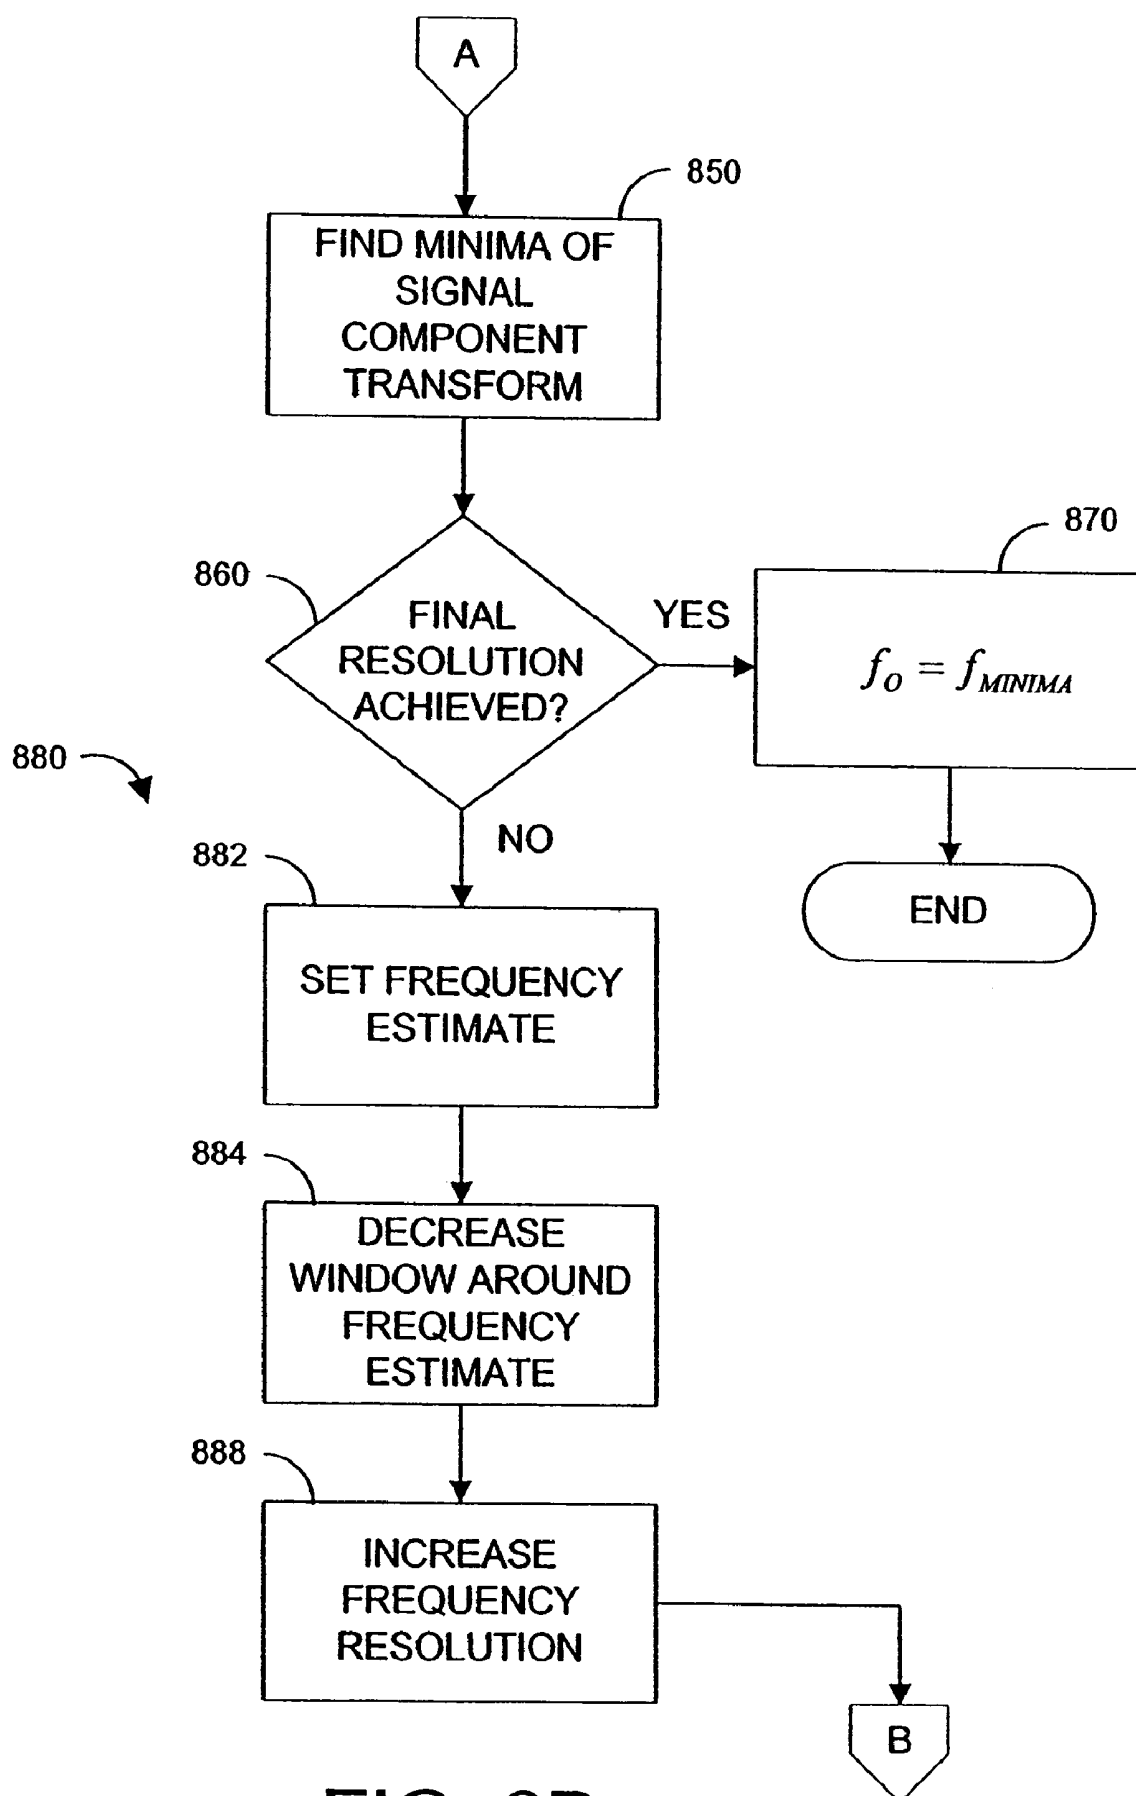 A
850
FIND MINIMA OF
SIGNAL
COMPONENT
TRANSFORM
860
FINAL
RESOLUTION
ACHIEVED?
YES
870
f_O = f_MINIMA
880
NO
882
END
SET FREQUENCY
ESTIMATE
884
DECREASE
WINDOW AROUND
FREQUENCY
ESTIMATE
888
INCREASE
FREQUENCY
RESOLUTION
B